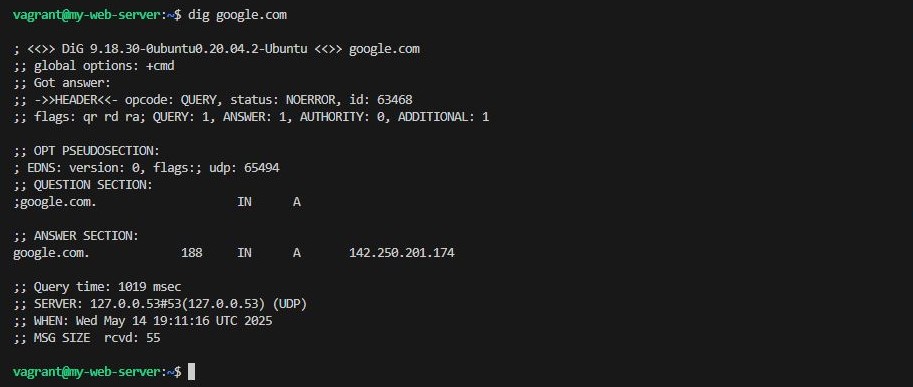 vagrant@my-web-server:~$ dig google.com
; <<>> DiG 9.18.30-0ubuntu0.20.04.2-Ubuntu <<>> google.com
;; global options: +cmd
;; Got answer:
;; ->>HEADER<<- opcode: QUERY, status: NOERROR, id: 63468
;; flags: qr rd ra; QUERY: 1, ANSWER: 1, AUTHORITY: 0, ADDITIONAL: 1
;; OPT PSEUDOSECTION:
; EDNS: version: 0, flags:; udp: 65494
;; QUESTION SECTION:
;google.com. IN A
;; ANSWER SECTION:
google.com. 188 IN A 142.250.201.174
;; Query time: 1019 msec
;; SERVER: 127.0.0.53#53(127.0.0.53) (UDP)
;; WHEN: Wed May 14 19:11:16 UTC 2025
;; MSG SIZE rcvd: 55
vagrant@my-web-server:~$